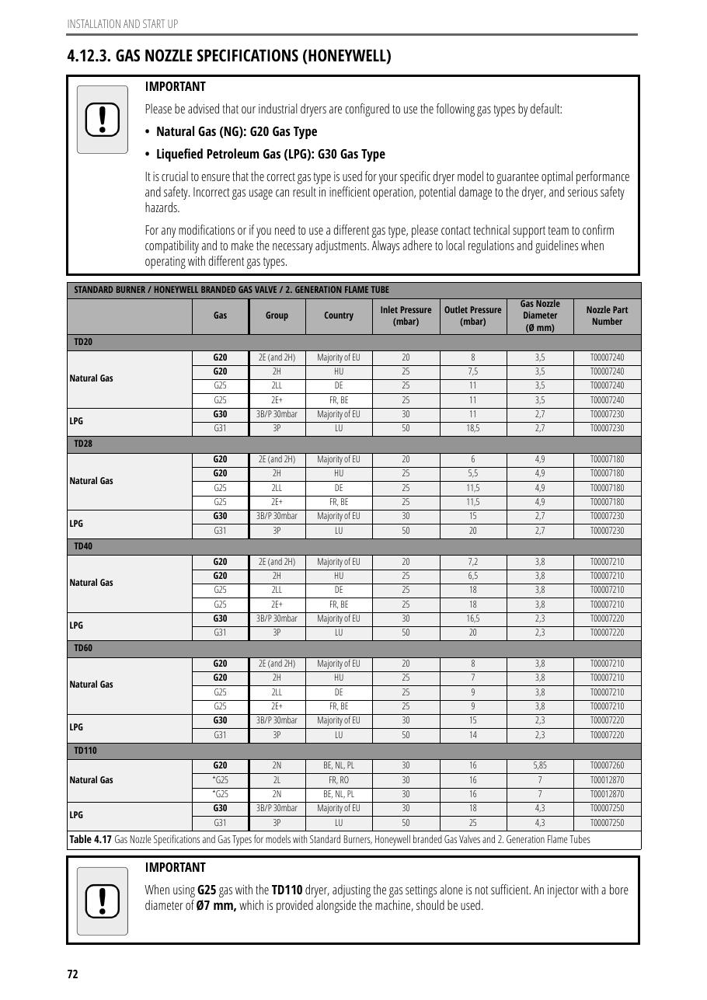 INSTALLATION AND START UP
4.12.3. GAS NOZZLE SPECIFICATIONS (HONEYWELL)
IMPORTANT
Please be advised that our industrial dryers are configured to use the following gas types by default:
• Natural Gas (NG): G20 Gas Type
• Liquefied Petroleum Gas (LPG): G30 Gas Type
It is crucial to ensure that the correct gas type is used for your specific dryer model to guarantee optimal performance
and safety. Incorrect gas usage can result in inefficient operation, potential damage to the dryer, and serious safety
hazards.
For any modifications or if you need to use a different gas type, please contact technical support team to confirm
compatibility and to make the necessary adjustments. Always adhere to local regulations and guidelines when
operating with different gas types.
STANDARD BURNER / HONEYWELL BRANDED GAS VALVE / 2. GENERATION FLAME TUBE
Gas Group Country Inlet Pressure (mbar) Outlet Pressure (mbar) Gas Nozzle Diameter (Ø mm) Nozzle Part Number
TD20
Natural Gas
G20 2E (and 2H) Majority of EU 20 8 3,5 T00007240
G20 2H HU 25 7,5 3,5 T00007240
G25 2LL DE 25 11 3,5 T00007240
G25 2E+ FR, BE 25 11 3,5 T00007240
LPG
G30 3B/P 30mbar Majority of EU 30 11 2,7 T00007230
G31 3P LU 50 18,5 2,7 T00007230
TD28
Natural Gas
G20 2E (and 2H) Majority of EU 20 6 4,9 T00007180
G20 2H HU 25 5,5 4,9 T00007180
G25 2LL DE 25 11,5 4,9 T00007180
G25 2E+ FR, BE 25 11,5 4,9 T00007180
LPG
G30 3B/P 30mbar Majority of EU 30 15 2,7 T00007230
G31 3P LU 50 20 2,7 T00007230
TD40
Natural Gas
G20 2E (and 2H) Majority of EU 20 7,2 3,8 T00007210
G20 2H HU 25 6,5 3,8 T00007210
G25 2LL DE 25 18 3,8 T00007210
G25 2E+ FR, BE 25 18 3,8 T00007210
LPG
G30 3B/P 30mbar Majority of EU 30 16,5 2,3 T00007220
G31 3P LU 50 20 2,3 T00007220
TD60
Natural Gas
G20 2E (and 2H) Majority of EU 20 8 3,8 T00007210
G20 2H HU 25 7 3,8 T00007210
G25 2LL DE 25 9 3,8 T00007210
G25 2E+ FR, BE 25 9 3,8 T00007210
LPG
G30 3B/P 30mbar Majority of EU 30 15 2,3 T00007220
G31 3P LU 50 14 2,3 T00007220
TD110
Natural Gas
G20 2N BE, NL, PL 30 16 5,85 T00007260
*G25 2L FR, RO 30 16 7 T00012870
*G25 2N BE, NL, PL 30 16 7 T00012870
LPG
G30 3B/P 30mbar Majority of EU 30 18 4,3 T00007250
G31 3P LU 50 25 4,3 T00007250
Table 4.17 Gas Nozzle Specifications and Gas Types for models with Standard Burners, Honeywell branded Gas Valves and 2. Generation Flame Tubes
IMPORTANT
When using G25 gas with the TD110 dryer, adjusting the gas settings alone is not sufficient. An injector with a bore
diameter of Ø7 mm, which is provided alongside the machine, should be used.
72